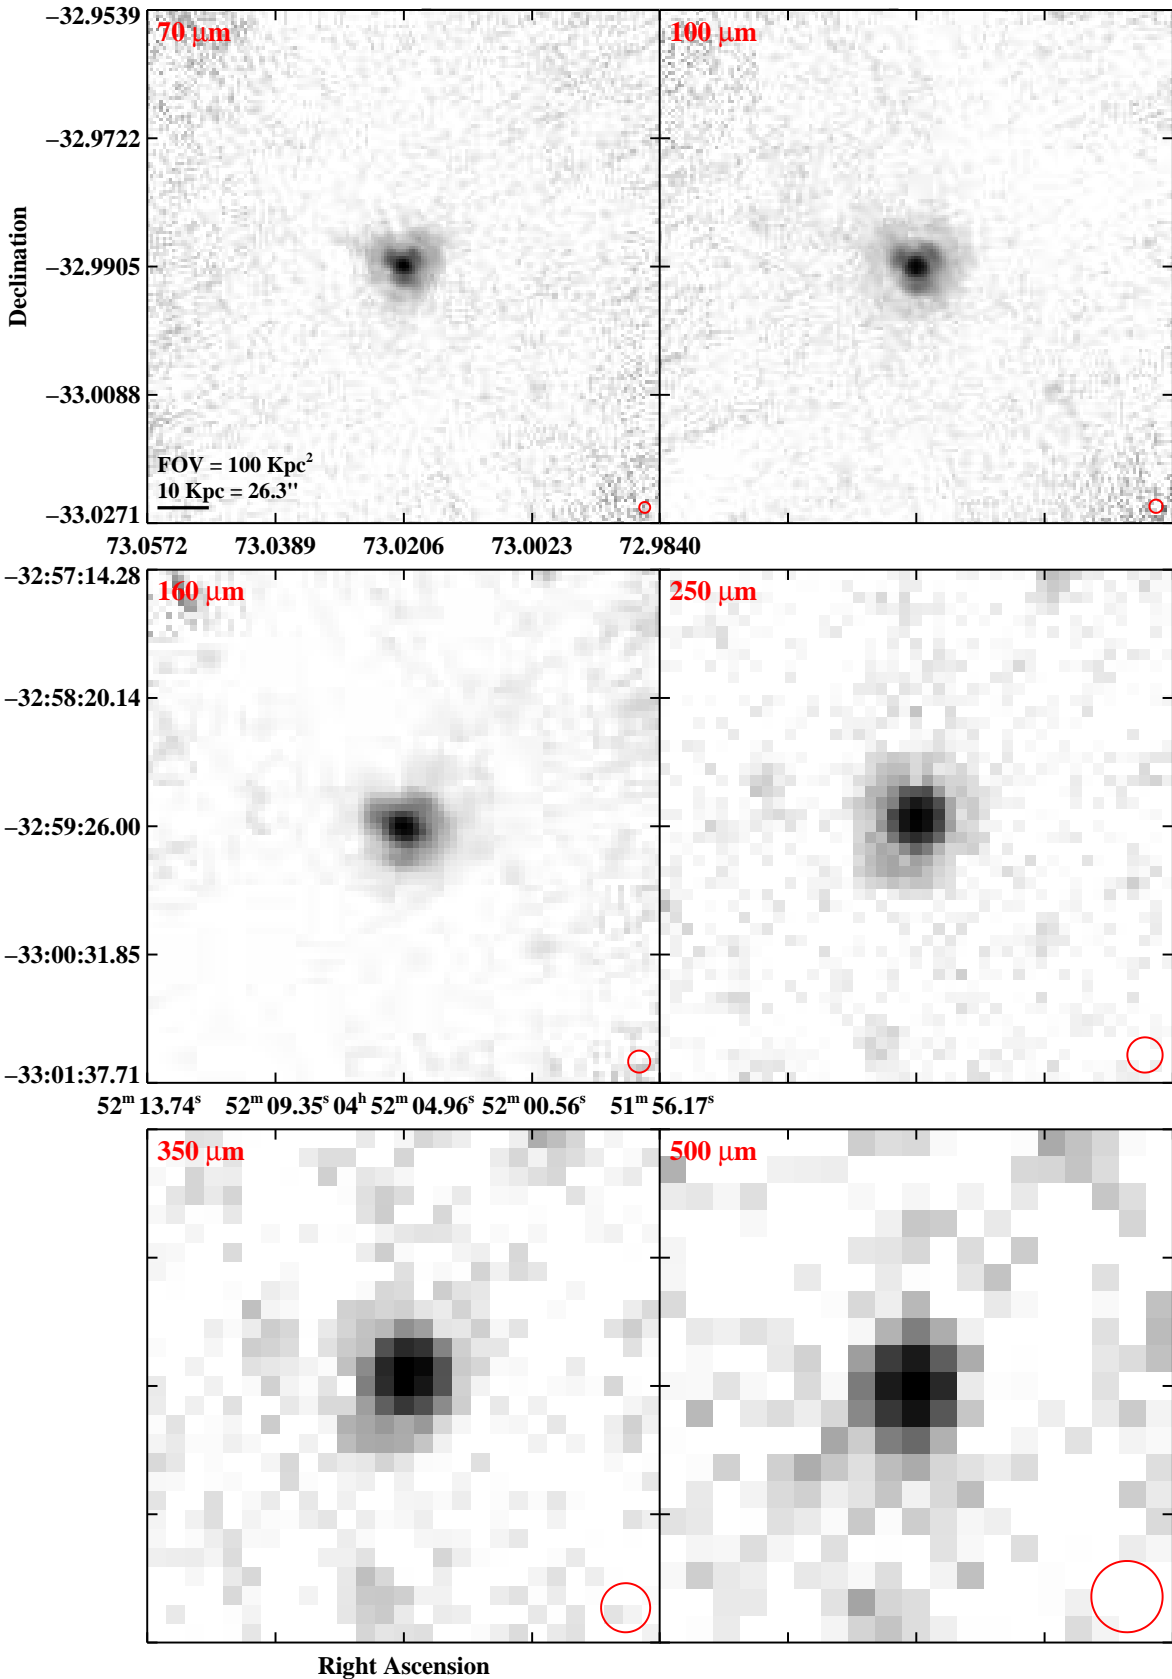 −32.9539
70 μm
100 μm
−32.9722
Declination
−32.9905
−33.0088
FOV = 100 Kpc²
10 Kpc = 26.3"
−33.0271
73.0572 73.0389 73.0206 73.0023 72.9840
−32:57:14.28
160 μm
250 μm
−32:58:20.14
−32:59:26.00
−33:00:31.85
−33:01:37.71
52ᵐ 13.74ˢ 52ᵐ 09.35ˢ 04ʰ 52ᵐ 04.96ˢ 52ᵐ 00.56ˢ 51ᵐ 56.17ˢ
350 μm
500 μm
Right Ascension